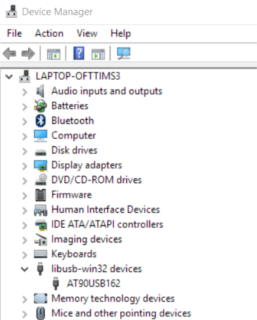 Device Manager
File Action View Help
LAPTOP-OFTTIMS3
Audio inputs and outputs
Batteries
Bluetooth
Computer
Disk drives
Display adapters
DVD/CD-ROM drives
Firmware
Human Interface Devices
IDE ATA/ATAPI controllers
Imaging devices
Keyboards
libusb-win32 devices
AT90USB162
Memory technology devices
Mice and other pointing devices